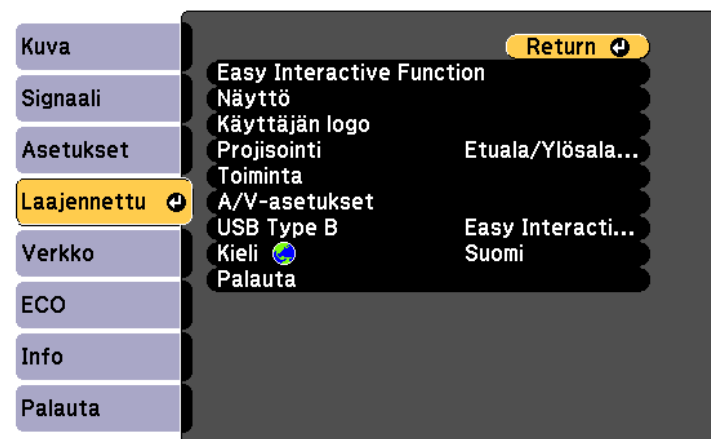 Kuva
Signaali
Asetukset
Laajennettu
Verkko
ECO
Info
Palauta
Return
Easy Interactive Function
Näyttö
Käyttäjän logo
Projisointi Etuala/Ylösala...
Toiminta
A/V-asetukset
USB Type B Easy Interacti...
Kieli Suomi
Palauta